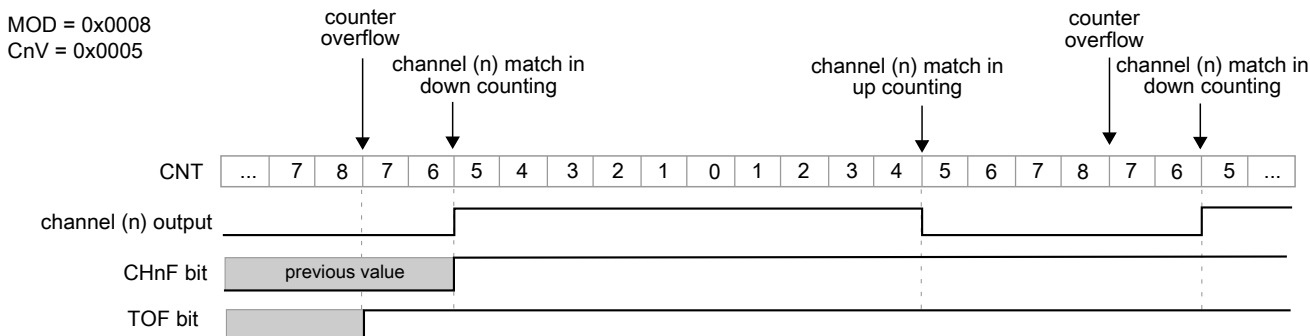 MOD = 0x0008
CnV = 0x0005
counter
overflow
channel (n) match in
down counting
channel (n) match in
up counting
counter
overflow
channel (n) match in
down counting
CNT ... 7 8 7 6 5 4 3 2 1 0 1 2 3 4 5 6 7 8 7 6 5 ...
channel (n) output
CHnF bit previous value
TOF bit